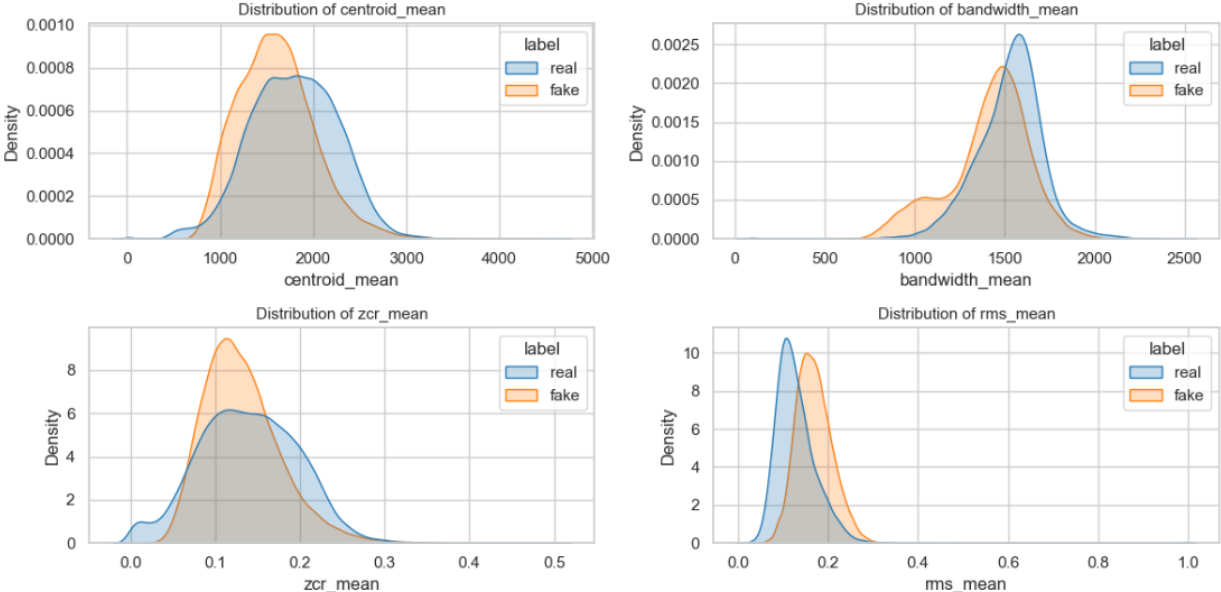 Distribution of centroid_mean
0.0010
0.0008
0.0006
0.0004
0.0002
0.0000
Density
label
real
fake
0 1000 2000 3000 4000 5000
centroid_mean
Distribution of bandwidth_mean
0.0025
0.0020
0.0015
0.0010
0.0005
0.0000
Density
label
real
fake
0 500 1000 1500 2000 2500
bandwidth_mean
Distribution of zcr_mean
8
6
4
2
0
Density
label
real
fake
0.0 0.1 0.2 0.3 0.4 0.5
zcr_mean
Distribution of rms_mean
10
8
6
4
2
0
Density
label
real
fake
0.0 0.2 0.4 0.6 0.8 1.0
rms_mean